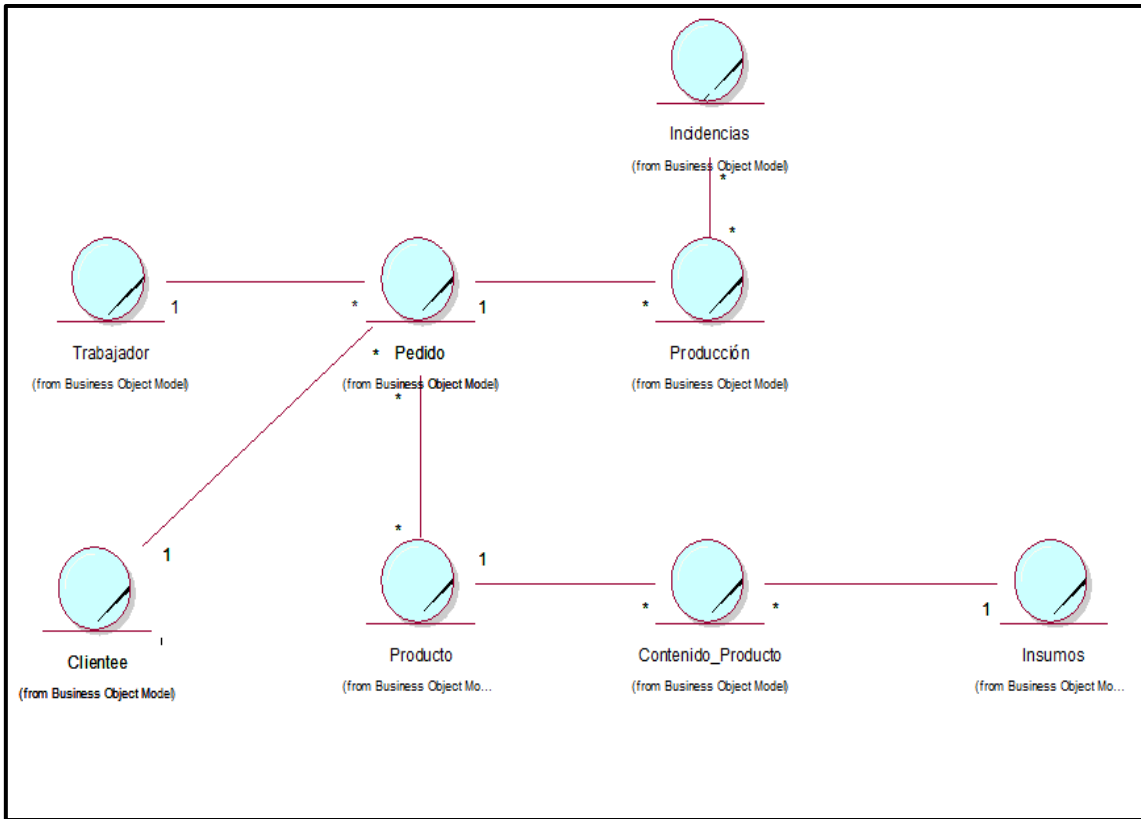 Incidencias
(from Business Object Model)
*
*
1
*
1
*
Trabajador
(from Business Object Model)
* Pedido
(from Business Object Model)
*
Producción
(from Business Object Model)
*
1
1
*
*
1
Clientee
(from Business Object Model)
Producto
(from Business Object Mo...
Contenido_Producto
(from Business Object Model)
Insumos
(from Business Object Mo...